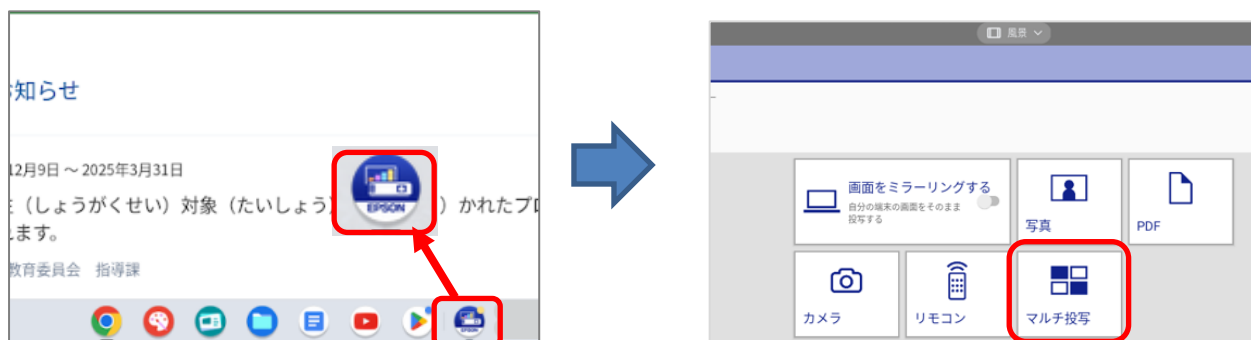 お知らせ
12月9日 ～ 2025年3月31日
（しょうがくせい）対象（たいしょう
）かれたプロ
ます。
教育委員会　指導課
EPSON
EPSON
風景
画面をミラーリングする
自分の端末の画面をそのまま
投写する
写真
PDF
カメラ
リモコン
マルチ投写